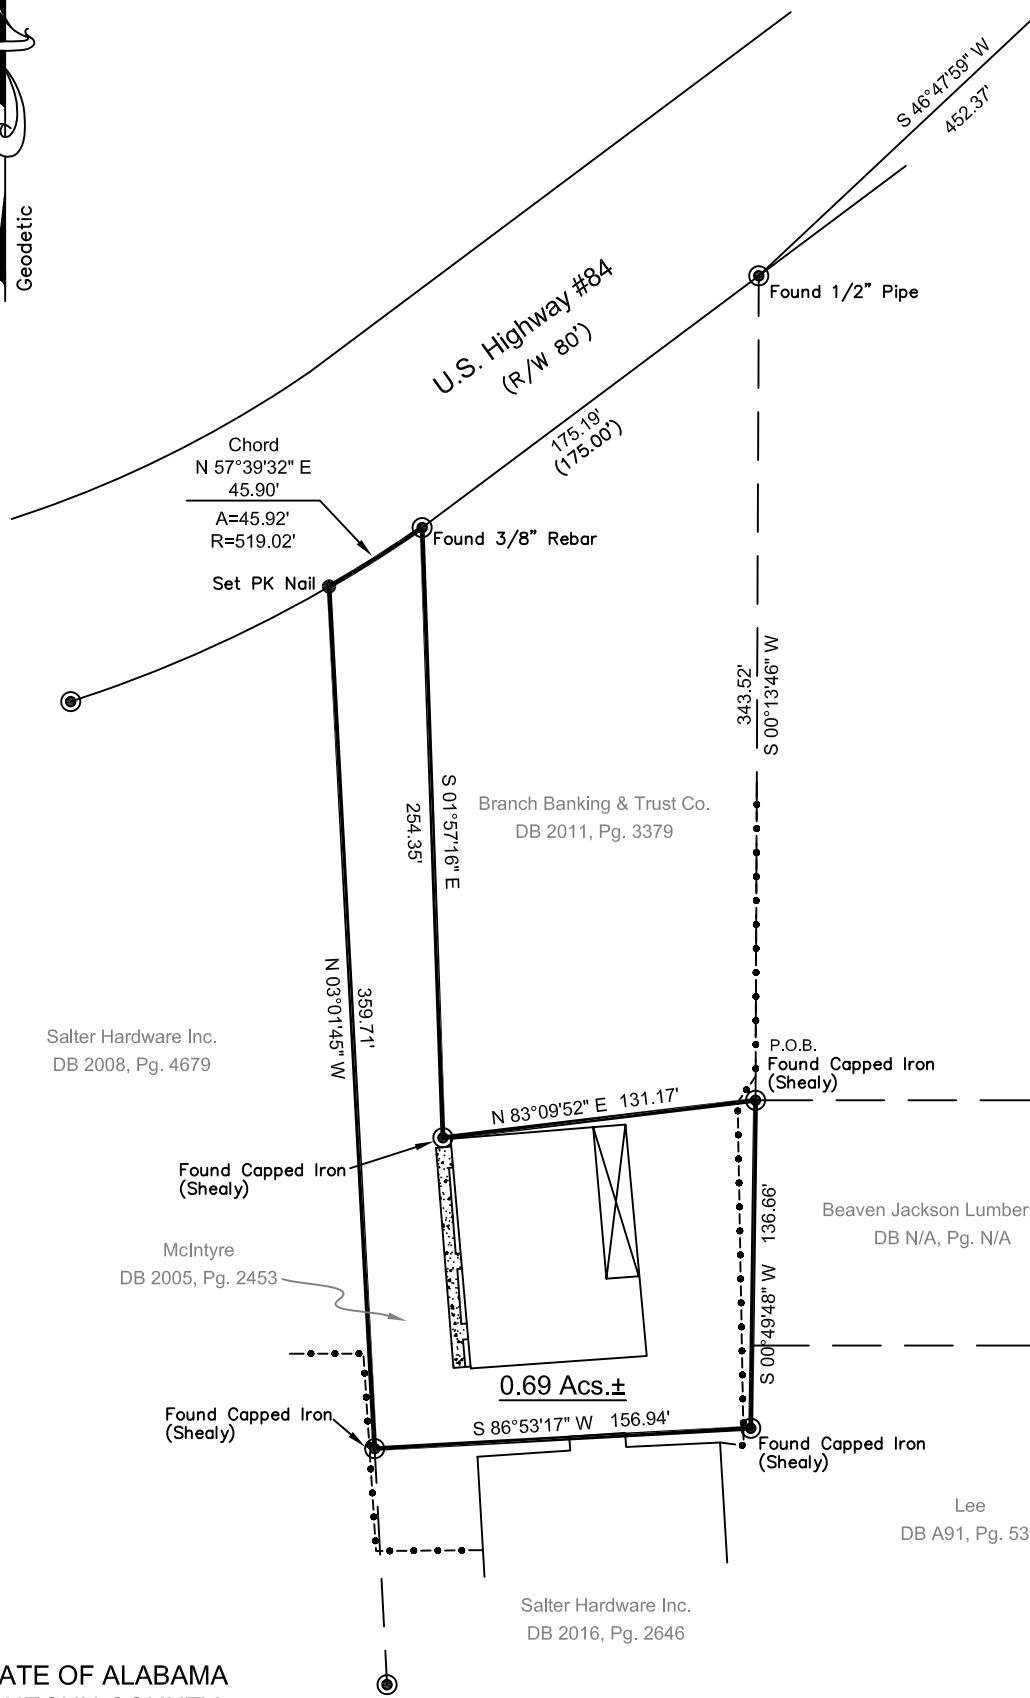 Geodetic
S 46°47'59" W
452.37'
Found 1/2” Pipe
U.S. Highway #84
(R/W 80’)
175.19'
(175.00’)
Chord
N 57°39'32" E
45.90'
A=45.92'
R=519.02'
Found 3/8” Rebar
Set PK Nail
343.52'
S 00°13'46" W
S 01°57'16" E
254.35'
Branch Banking & Trust Co.
DB 2011, Pg. 3379
N 03°01'45" W
359.71'
Salter Hardware Inc.
DB 2008, Pg. 4679
P.O.B.
Found Capped Iron
(Shealy)
N 83°09'52" E 131.17'
Found Capped Iron
(Shealy)
S 00°49'48" W 136.66'
Beaven Jackson Lumber
DB N/A, Pg. N/A
McIntyre
DB 2005, Pg. 2453
0.69 Acs.±
Found Capped Iron
(Shealy)
S 86°53'17" W 156.94'
Found Capped Iron
(Shealy)
Lee
DB A91, Pg. 53
Salter Hardware Inc.
DB 2016, Pg. 2646
ATE OF ALABAMA